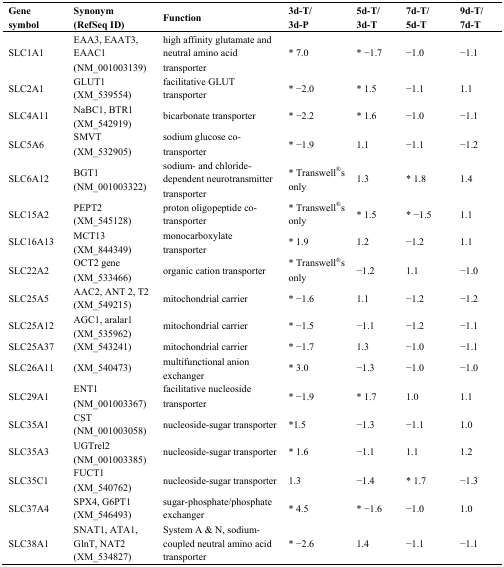 Gene symbol Synonym (RefSeq ID) Function 3d-T/ 3d-P 5d-T/ 3d-T 7d-T/ 5d-T 9d-T/ 7d-T
SLC1A1 EAA3, EAAT3, EAAC1 (NM_001003139) high affinity glutamate and neutral amino acid transporter * 7.0 * −1.7 −1.0 −1.1
SLC2A1 GLUT1 (XM_539554) facilitative GLUT transporter * −2.0 * 1.5 −1.1 1.1
SLC4A11 NaBC1, BTR1 (XM_542919) bicarbonate transporter * −2.2 * 1.6 −1.0 −1.1
SLC5A6 SMVT (XM_532905) sodium glucose co-transporter * −1.9 1.1 −1.1 −1.2
SLC6A12 BGT1 (NM_001003322) sodium- and chloride-dependent neurotransmitter transporter * Transwell®s only 1.3 * 1.8 1.4
SLC15A2 PEPT2 (XM_545128) proton oligopeptide co-transporter * Transwell®s only * 1.5 * −1.5 1.1
SLC16A13 MCT13 (XM_844349) monocarboxylate transporter * 1.9 1.2 −1.2 1.1
SLC22A2 OCT2 gene (XM_533466) organic cation transporter * Transwell®s only −1.2 1.1 −1.0
SLC25A5 AAC2, ANT 2, T2 (XM_549215) mitochondrial carrier * −1.6 1.1 −1.2 −1.2
SLC25A12 AGC1, aralar1 (XM_535962) mitochondrial carrier * −1.5 −1.1 −1.2 −1.1
SLC25A37 (XM_543241) mitochondrial carrier * −1.7 1.3 −1.0 −1.1
SLC26A11 (XM_540473) multifunctional anion exchanger * 3.0 −1.3 −1.0 −1.0
SLC29A1 ENT1 (NM_001003367) facilitative nucleoside transporter * −1.9 * 1.7 1.0 1.1
SLC35A1 CST (NM_001003058) nucleoside-sugar transporter *1.5 −1.3 −1.1 1.0
SLC35A3 UGTrel2 (NM_001003385) nucleoside-sugar transporter * 1.6 −1.1 1.1 1.2
SLC35C1 FUCT1 (XM_540762) nucleoside-sugar transporter 1.3 −1.4 * 1.7 −1.3
SLC37A4 SPX4, G6PT1 (XM_546493) sugar-phosphate/phosphate exchanger * 4.5 * −1.6 −1.0 1.0
SLC38A1 SNAT1, ATA1, GlnT, NAT2 (XM_534827) System A & N, sodium-coupled neutral amino acid transporter * −2.6 1.4 −1.1 −1.1